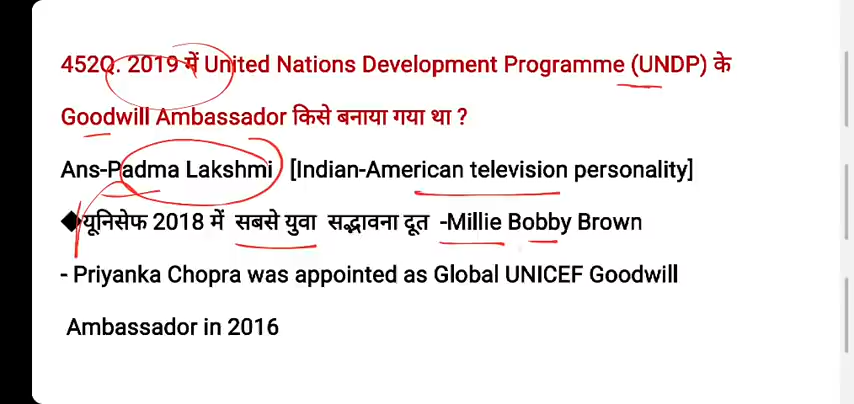 452Q. 2019 में United Nations Development Programme (UNDP) के
Goodwill Ambassador किसे बनाया गया था ?
Ans-Padma Lakshmi [Indian-American television personality]
◆यूनिसेफ 2018 में सबसे युवा सद्भावना दूत -Millie Bobby Brown
- Priyanka Chopra was appointed as Global UNICEF Goodwill
Ambassador in 2016